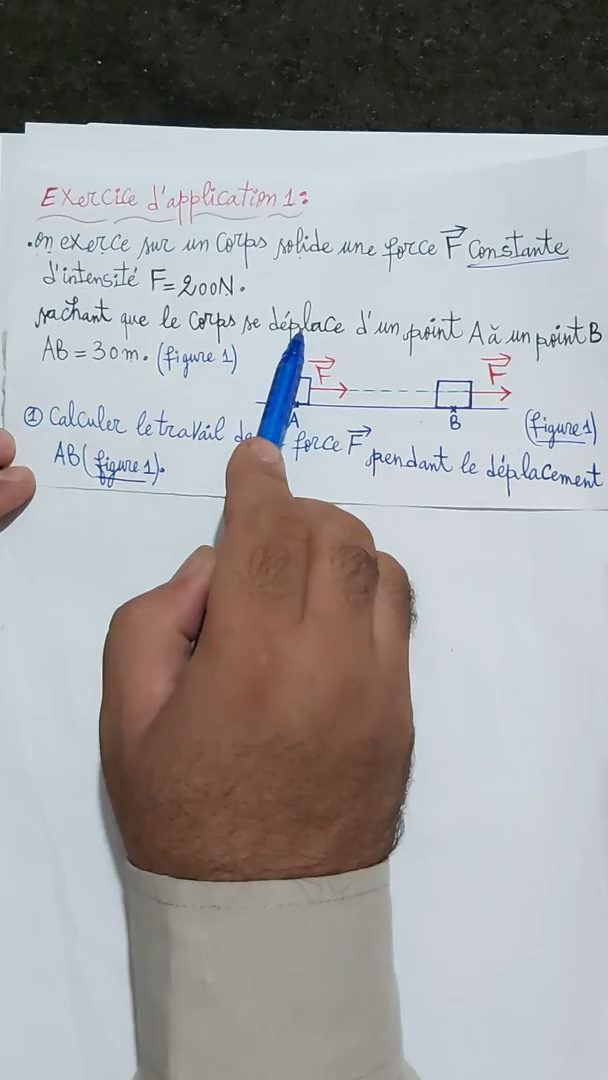 Exercice d'application 1:
.on exerce sur un corps solide une force F Constante
d'intensité F=200N.
sachant que le corps se déplace d'un point A à un point B
AB = 30m. (figure 1)
F F
A B (figure 1)
① Calculer le travail de force F pendant le déplacement
AB (figure 1).